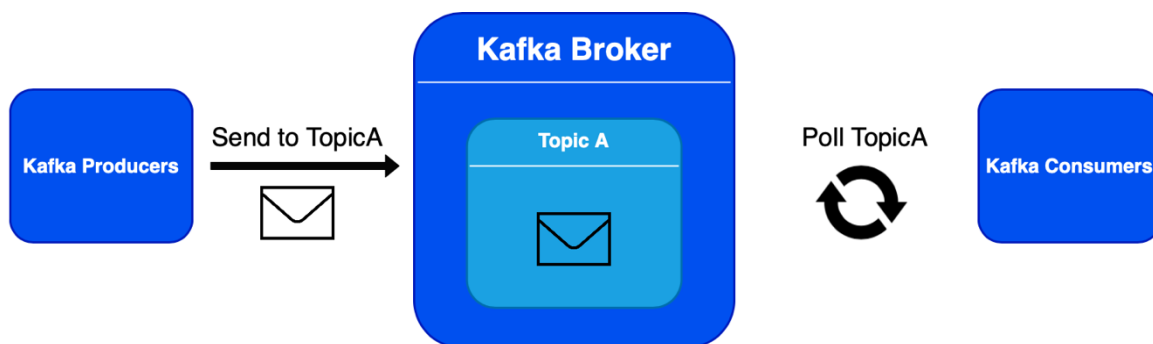 Kafka Broker
Kafka Producers
Send to TopicA
Topic A
Poll TopicA
Kafka Consumers